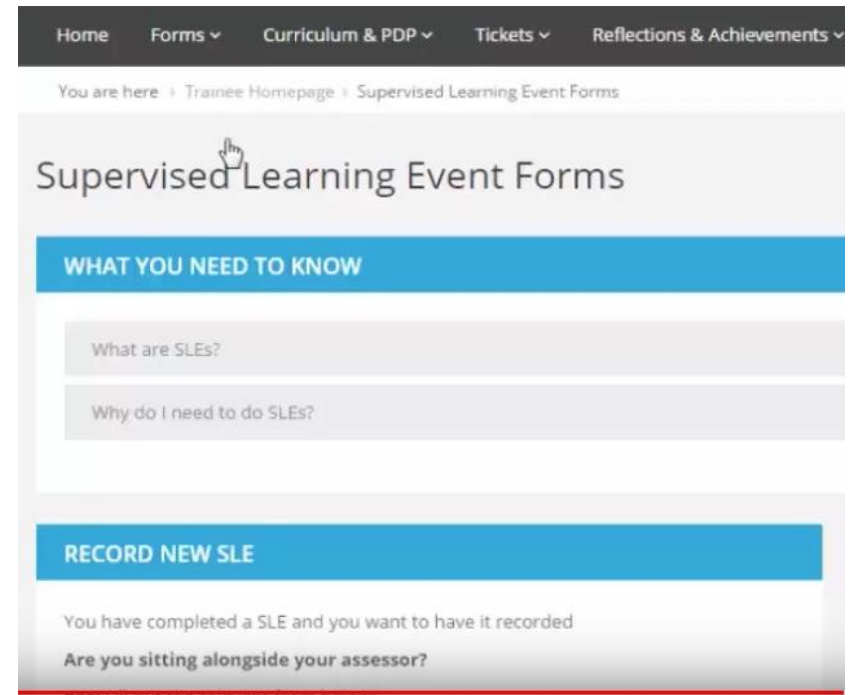 Home Forms Curriculum & PDP Tickets Reflections & Achievements
You are here Trainee Homepage Supervised Learning Event Forms
Supervised Learning Event Forms
WHAT YOU NEED TO KNOW
What are SLEs?
Why do I need to do SLEs?
RECORD NEW SLE
You have completed a SLE and you want to have it recorded
Are you sitting alongside your assessor?